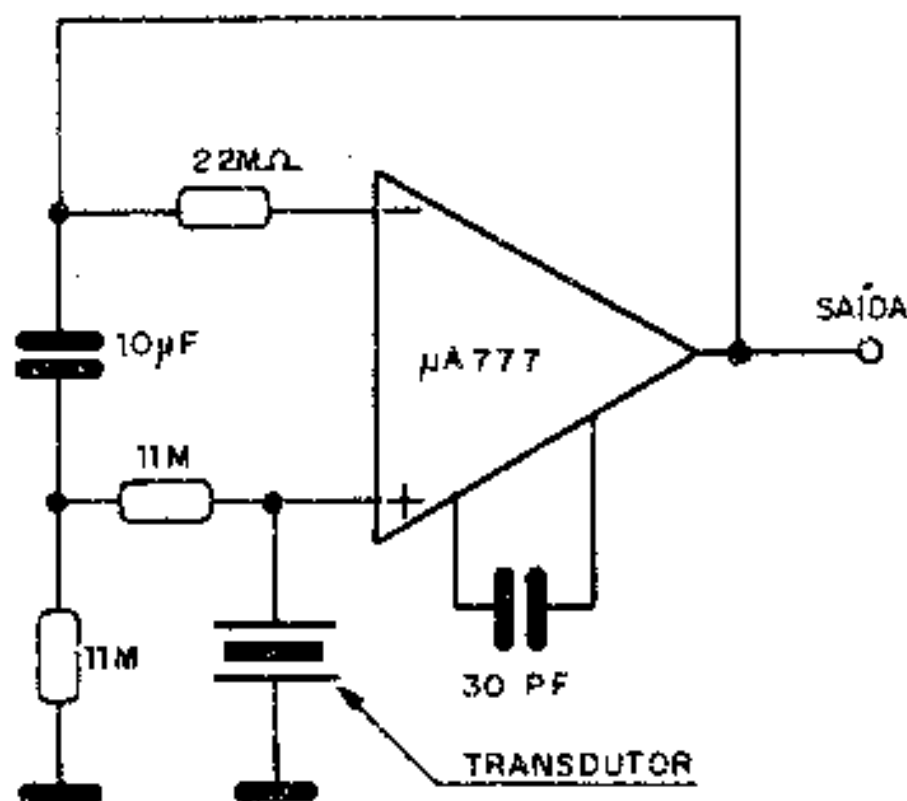 22MΩ
−
SAÍDA
10µF
µA777
11M
+
11M
30 PF
TRANSDUTOR